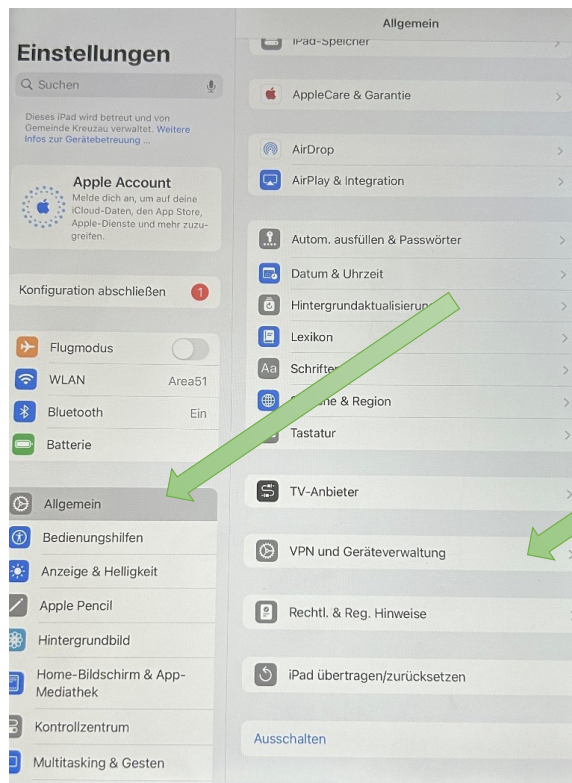 Einstellungen
Suchen
Dieses iPad wird betreut und von
Gemeinde Kreuzau verwaltet. Weitere
Infos zur Gerätebetreuung ...
Apple Account
Melde dich an, um auf deine
iCloud-Daten, den App Store,
Apple-Dienste und mehr zuzu-
greifen.
Konfiguration abschließen 1
Flugmodus
WLAN Area51
Bluetooth Ein
Batterie
Allgemein
Bedienungshilfen
Anzeige & Helligkeit
Apple Pencil
Hintergrundbild
Home-Bildschirm & App-
Mediathek
Kontrollzentrum
Multitasking & Gesten
Allgemein
iPad-Speicher
AppleCare & Garantie
AirDrop
AirPlay & Integration
Autom. ausfüllen & Passwörter
Datum & Uhrzeit
Lexikon
Aa
& Region
Tastatur
TV-Anbieter
VPN und Geräteverwaltung
Rechtl. & Reg. Hinweise
iPad übertragen/zurücksetzen
Ausschalten